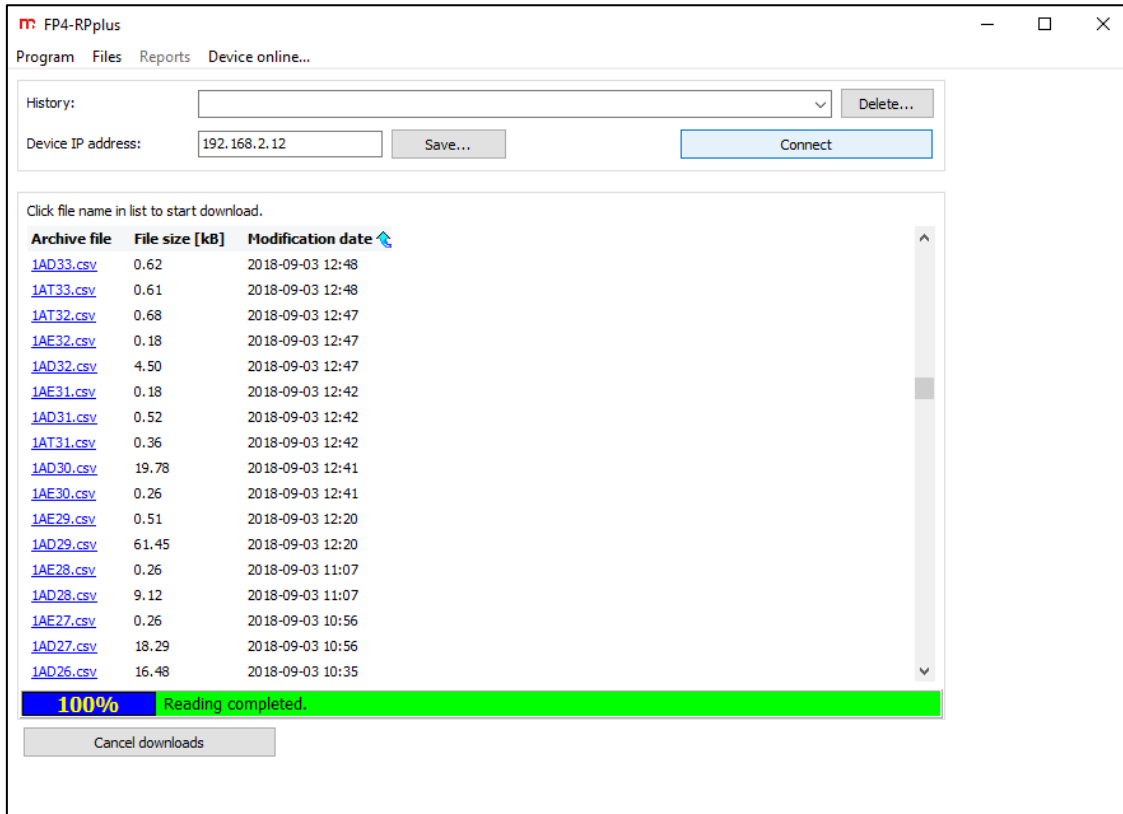 FP4-RPplus
Program Files Reports Device online...
History: Delete...
Device IP address: 192.168.2.12 Save... Connect
Click file name in list to start download.
Archive file File size [kB] Modification date
1AD33.csv 0.62 2018-09-03 12:48
1AT33.csv 0.61 2018-09-03 12:48
1AT32.csv 0.68 2018-09-03 12:47
1AE32.csv 0.18 2018-09-03 12:47
1AD32.csv 4.50 2018-09-03 12:47
1AE31.csv 0.18 2018-09-03 12:42
1AD31.csv 0.52 2018-09-03 12:42
1AT31.csv 0.36 2018-09-03 12:42
1AD30.csv 19.78 2018-09-03 12:41
1AE30.csv 0.26 2018-09-03 12:41
1AE29.csv 0.51 2018-09-03 12:20
1AD29.csv 61.45 2018-09-03 12:20
1AE28.csv 0.26 2018-09-03 11:07
1AD28.csv 9.12 2018-09-03 11:07
1AE27.csv 0.26 2018-09-03 10:56
1AD27.csv 18.29 2018-09-03 10:56
1AD26.csv 16.48 2018-09-03 10:35
100% Reading completed.
Cancel downloads